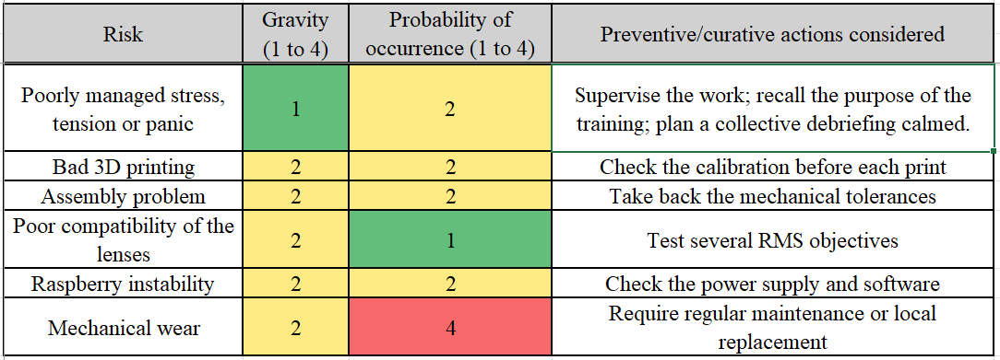 Risk
Gravity
(1 to 4)
Probability of
occurrence (1 to 4)
Preventive/curative actions considered
Poorly managed stress,
tension or panic
1
2
Supervise the work; recall the purpose of the
training; plan a collective debriefing calmed.
Bad 3D printing
2
2
Check the calibration before each print
Assembly problem
2
2
Take back the mechanical tolerances
Poor compatibility of the
lenses
2
1
Test several RMS objectives
Raspberry instability
2
2
Check the power supply and software
Mechanical wear
2
4
Require regular maintenance or local
replacement